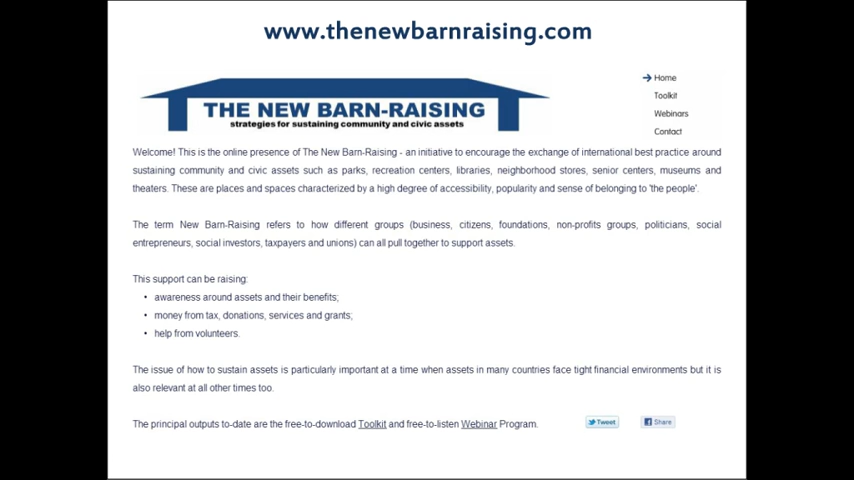 www.thenewbarnraising.com
Home
THE NEW BARN-RAISING
strategies for sustaining community and civic assets
Toolkit
Webinars
Contact
Welcome! This is the online presence of The New Barn-Raising - an initiative to encourage the exchange of international best practice around
sustaining community and civic assets such as parks, recreation centers, libraries, neighborhood stores, senior centers, museums and
theaters. These are places and spaces characterized by a high degree of accessibility, popularity and sense of belonging to 'the people'.
The term New Barn-Raising refers to how different groups (business, citizens, foundations, non-profits groups, politicians, social
entrepreneurs, social investors, taxpayers and unions) can all pull together to support assets.
This support can be raising:
• awareness around assets and their benefits;
• money from tax, donations, services and grants;
• help from volunteers.
The issue of how to sustain assets is particularly important at a time when assets in many countries face tight financial environments but it is
also relevant at all other times too.
The principal outputs to-date are the free-to-download Toolkit and free-to-listen Webinar Program.
Tweet
Share